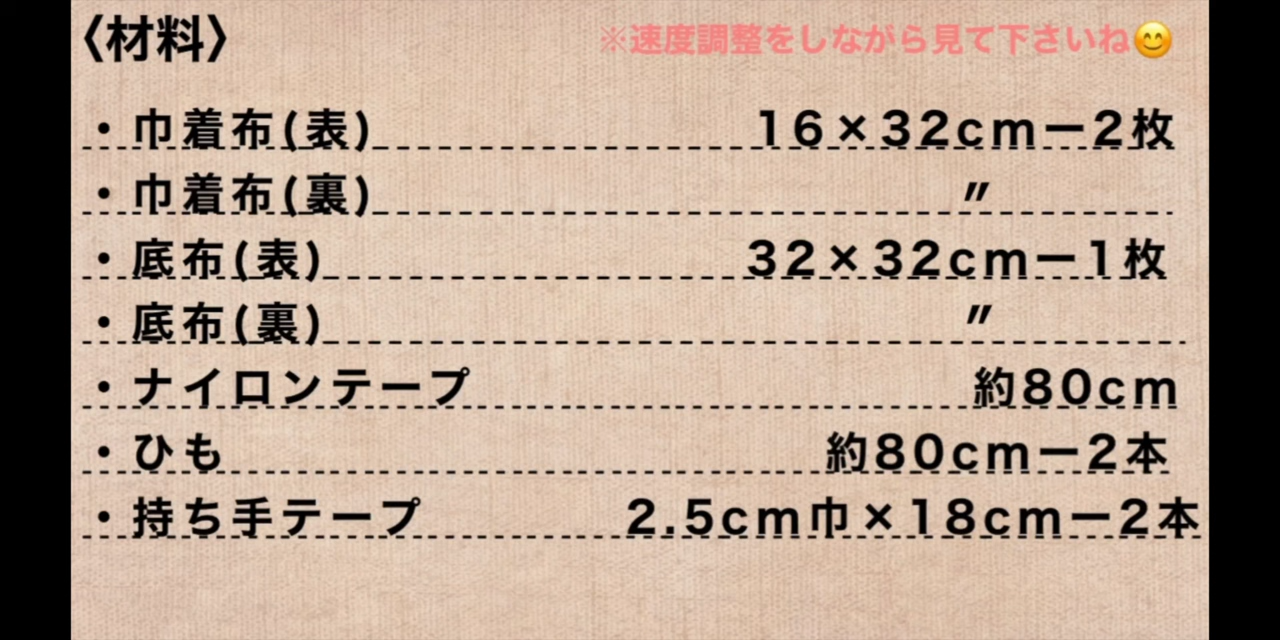 〈材料〉
※速度調整をしながら見て下さいね😊
・巾着布(表) 16×32cmー2枚
・巾着布(裏) 〃
・底布(表) 32×32cmー1枚
・底布(裏) 〃
・ナイロンテープ 約80cm
・ひも 約80cmー2本
・持ち手テープ 2.5cm巾×18cmー2本